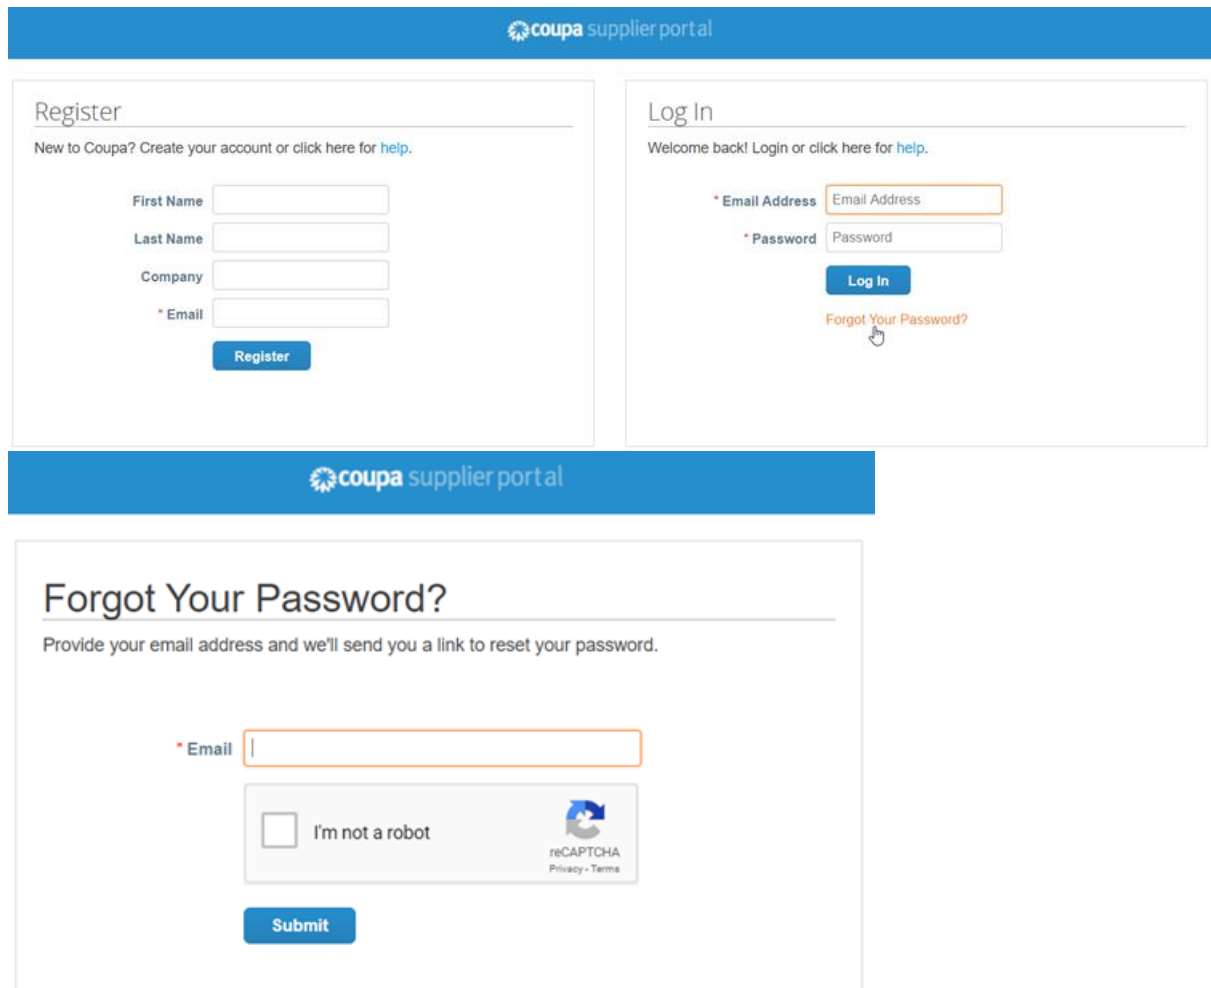 coupa supplier portal
Register
New to Coupa? Create your account or click here for help.
First Name
Last Name
Company
* Email
Register
Log In
Welcome back! Login or click here for help.
* Email Address Email Address
* Password Password
Log In
Forgot Your Password?
coupa supplier portal
Forgot Your Password?
Provide your email address and we'll send you a link to reset your password.
* Email
I'm not a robot
reCAPTCHA
Privacy - Terms
Submit